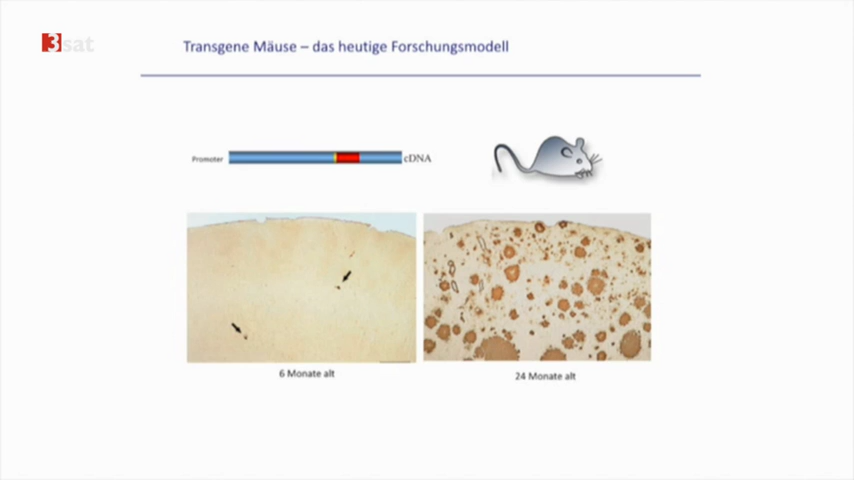 3sat
Transgene Mäuse – das heutige Forschungsmodell
Promoter
cDNA
6 Monate alt
24 Monate alt